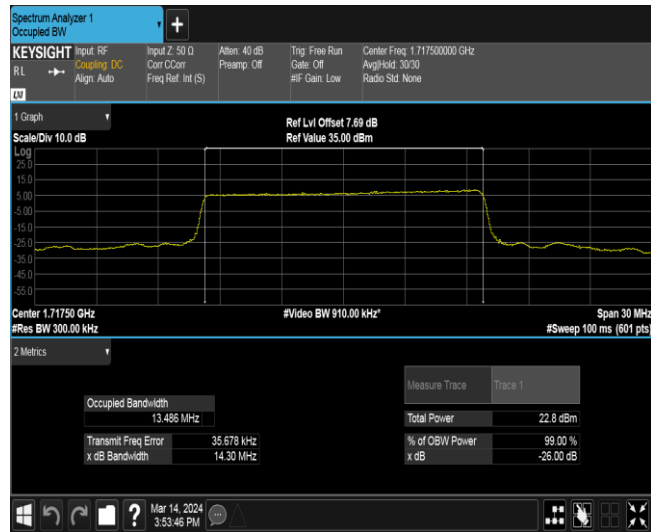 Spectrum Analyzer 1
Occupied BW
+
KEYSIGHT Input: RF Input Z: 50 Ω Atten: 40 dB Trig: Free Run Center Freq: 1.717500000 GHz
RL Coupling: DC Corr CCorr Preamp: Off Gate: Off Avg|Hold: 30/30
Align: Auto Freq Ref: Int (S) #IF Gain: Low Radio Std: None
LXI
1 Graph
Ref Lvl Offset 7.69 dB
Scale/Div 10.0 dB Ref Value 35.00 dBm
Log
25.0
15.0
5.00
-5.00
-15.0
-25.0
-35.0
-45.0
-55.0
Center 1.71750 GHz #Video BW 910.00 kHz* Span 30 MHz
#Res BW 300.00 kHz #Sweep 100 ms (601 pts)
2 Metrics
Measure Trace Trace 1
Occupied Bandwidth
13.486 MHz Total Power 22.8 dBm
Transmit Freq Error 35.678 kHz % of OBW Power 99.00 %
x dB Bandwidth 14.30 MHz x dB -26.00 dB
? Mar 14, 2024
3:53:46 PM